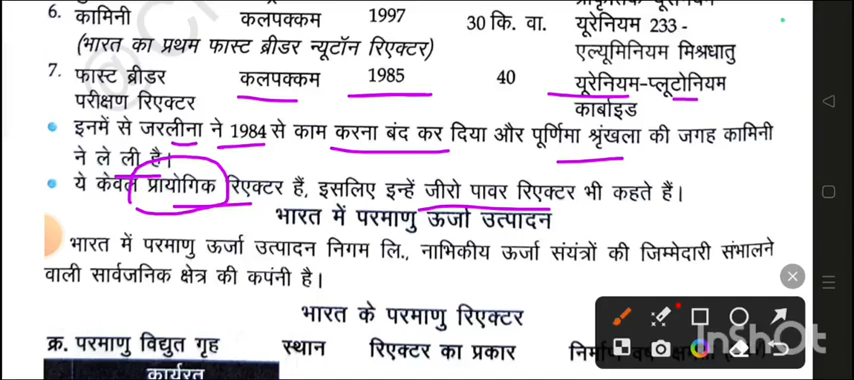 6. कामिनी कलपक्कम 1997 30 कि. वा. यूरेनियम 233 -
(भारत का प्रथम फास्ट ब्रीडर न्यूटॉन रिएक्टर) एल्यूमिनियम मिश्रधातु
7. फास्ट ब्रीडर कलपक्कम 1985 40 यूरेनियम-प्लूटोनियम
परीक्षण रिएक्टर कार्बाइड
• इनमें से जरलीना ने 1984 से काम करना बंद कर दिया और पूर्णिमा श्रृंखला की जगह कामिनी
ने ले ली है।
• ये केवल प्रायोगिक रिएक्टर हैं, इसलिए इन्हें जीरो पावर रिएक्टर भी कहते हैं।
भारत में परमाणु ऊर्जा उत्पादन
भारत में परमाणु ऊर्जा उत्पादन निगम लि., नाभिकीय ऊर्जा संयंत्रों की जिम्मेदारी संभालने
वाली सार्वजनिक क्षेत्र की कंपनी है।
भारत के परमाणु रिएक्टर
क्र. परमाणु विद्युत गृह स्थान रिएक्टर का प्रकार
कार्यरत
InShOt